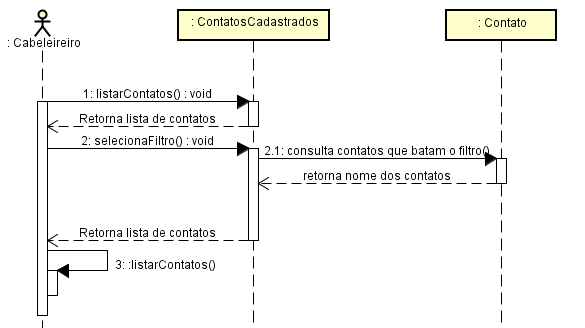 : Cabeleireiro
: ContatosCadastrados
: Contato
1: listarContatos() : void
Retorna lista de contatos
2: selecionaFiltro() : void
2.1: consulta contatos que batam o filtro()
retorna nome dos contatos
Retorna lista de contatos
3: :listarContatos()